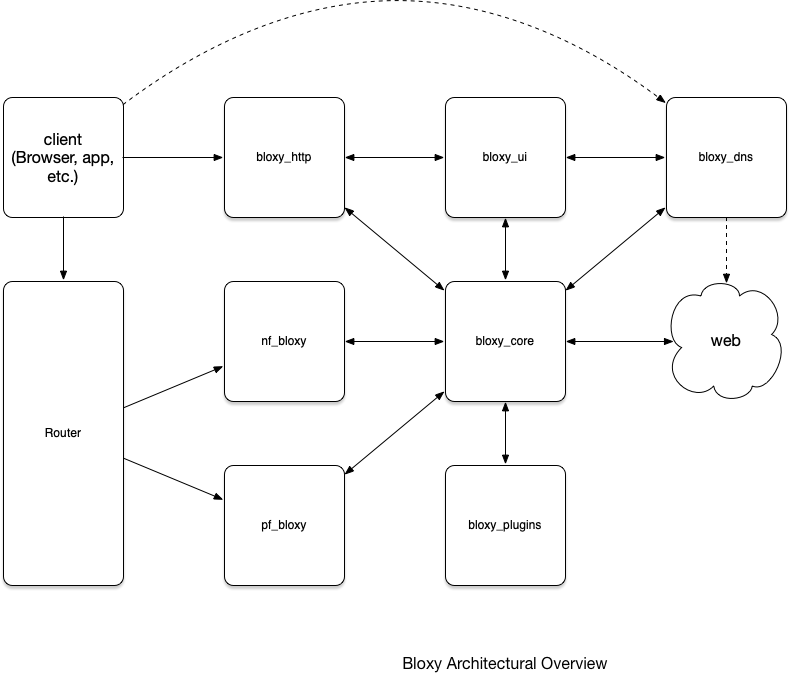 client
(Browser, app,
etc.)
bloxy_http
bloxy_ui
bloxy_dns
Router
nf_bloxy
bloxy_core
web
pf_bloxy
bloxy_plugins
Bloxy Architectural Overview